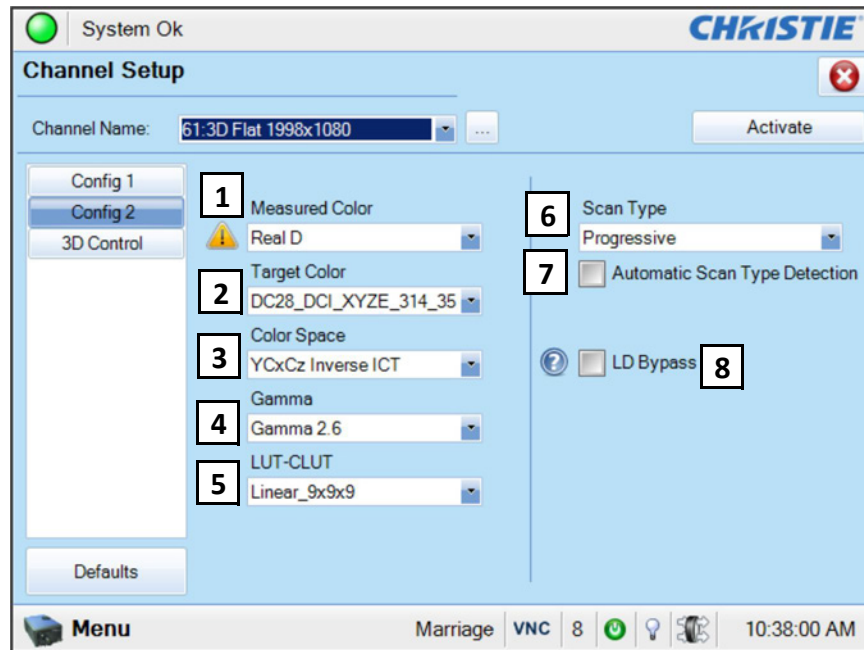 System Ok
CHRISTIE
Channel Setup
Channel Name:
61:3D Flat 1998x1080
...
Activate
Config 1
Config 2
3D Control
Defaults
1
Measured Color
Real D
2
Target Color
DC28_DCI_XYZE_314_35
3
Color Space
YCxCz Inverse ICT
4
Gamma
Gamma 2.6
5
LUT-CLUT
Linear_9x9x9
6
Scan Type
Progressive
7
Automatic Scan Type Detection
?
LD Bypass
8
Menu
Marriage
VNC
8
10:38:00 AM